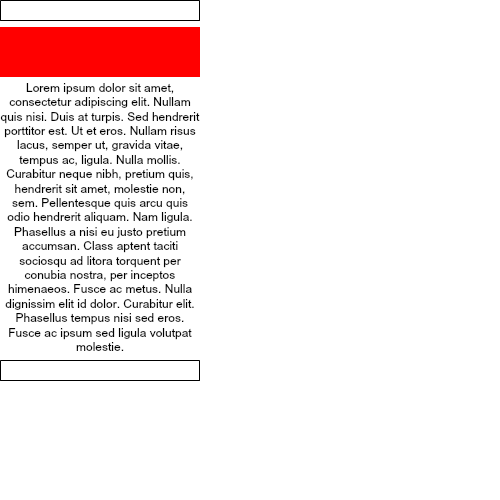 Lorem ipsum dolor sit amet,
consectetur adipiscing elit. Nullam
quis nisi. Duis at turpis. Sed hendrerit
porttitor est. Ut et eros. Nullam risus
lacus, semper ut, gravida vitae,
tempus ac, ligula. Nulla mollis.
Curabitur neque nibh, pretium quis,
hendrerit sit amet, molestie non,
sem. Pellentesque quis arcu quis
odio hendrerit aliquam. Nam ligula.
Phasellus a nisi eu justo pretium
accumsan. Class aptent taciti
sociosqu ad litora torquent per
conubia nostra, per inceptos
himenaeos. Fusce ac metus. Nulla
dignissim elit id dolor. Curabitur elit.
Phasellus tempus nisi sed eros.
Fusce ac ipsum sed ligula volutpat
molestie.